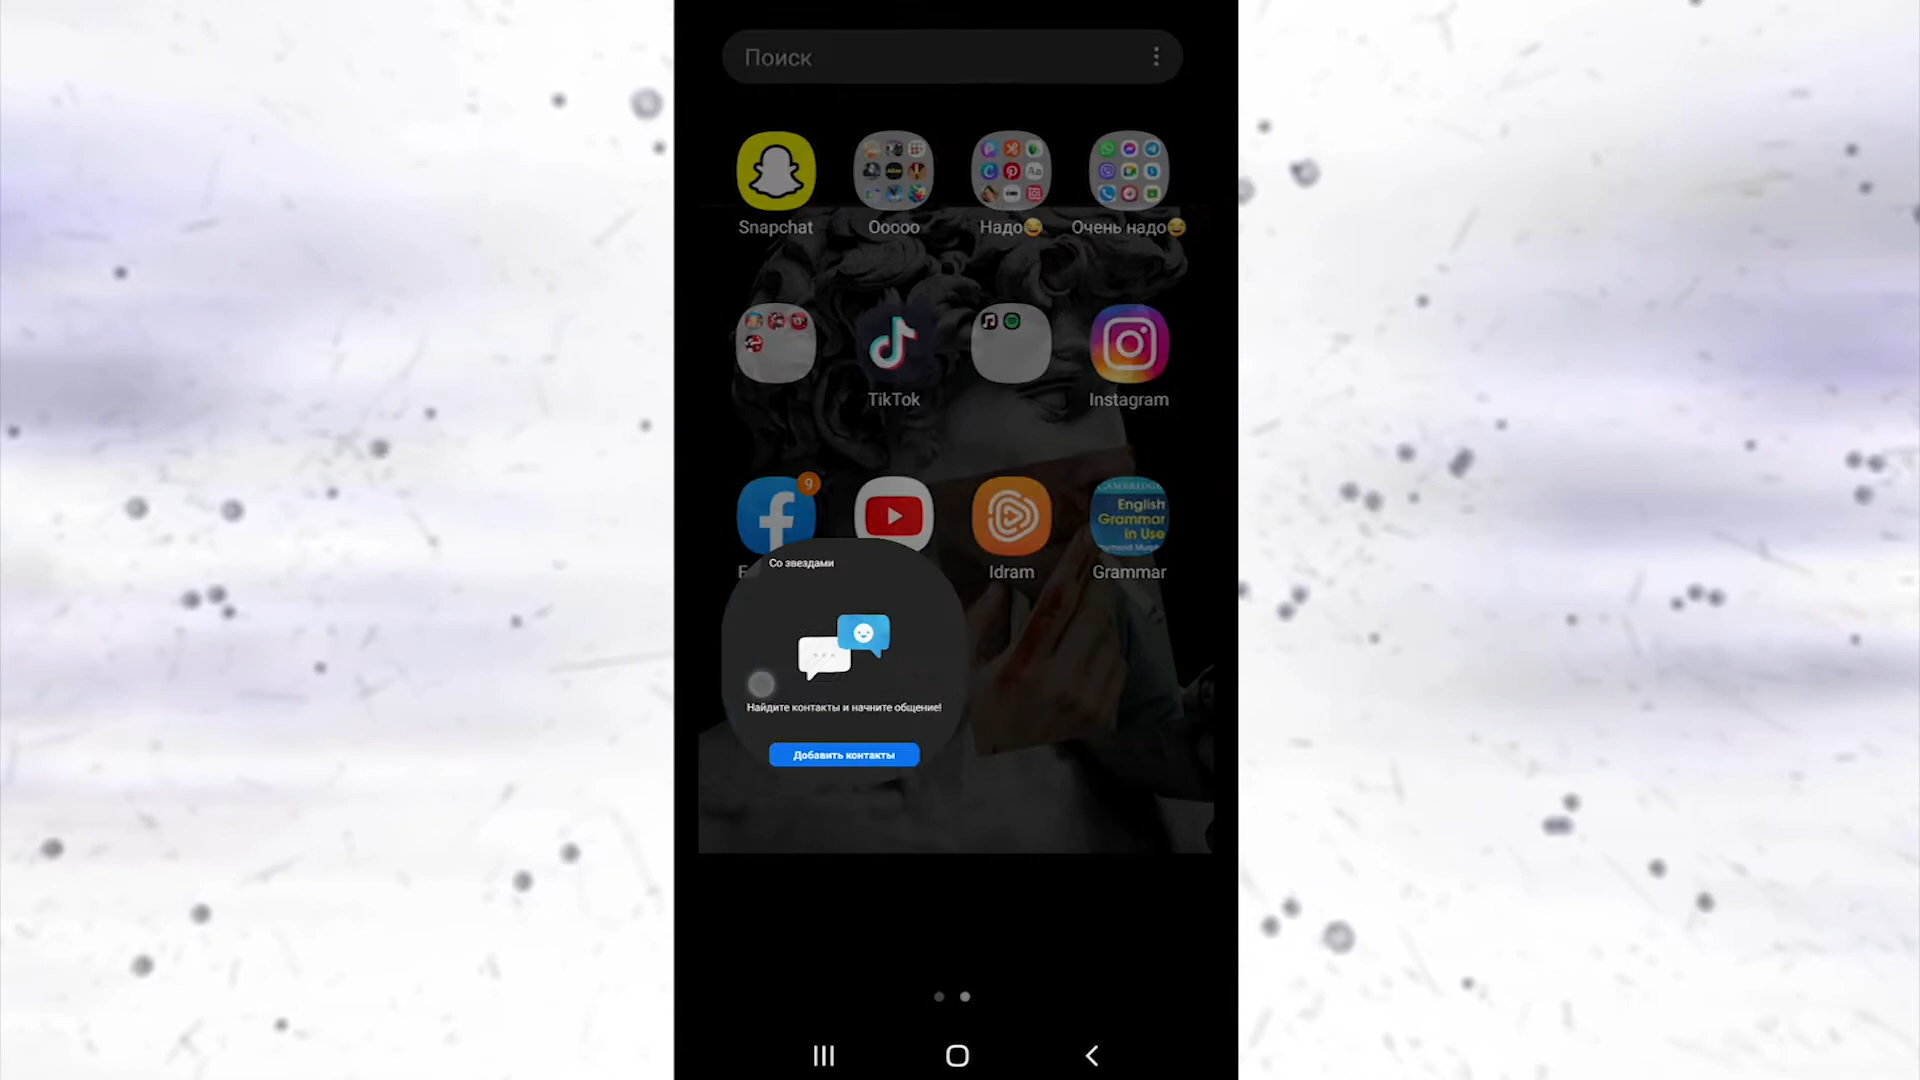 Поиск
Snapchat
Ooooo
Надо😆
Очень надо😆
TikTok
Instagram
9
CAMBRIDGE
English
Grammar
in Use
Idram
Grammar
Со звездами
Найдите контакты и начните общение!
Добавить контакты